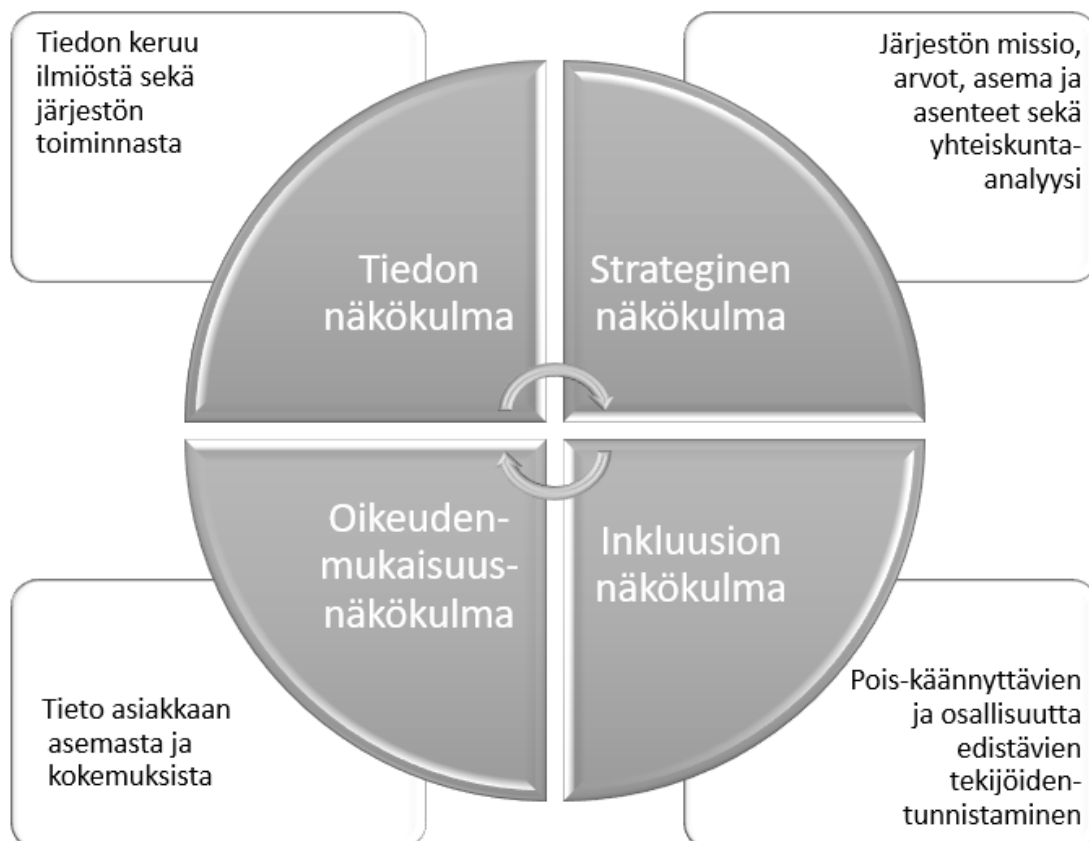 Tiedon keruu
ilmiöstä sekä
järjestön
toiminnasta
Järjestön missio,
arvot, asema ja
asenteet sekä
yhteiskunta-
analyysi
Tiedon
näkökulma
Strateginen
näkökulma
Oikeuden-
mukaisuus-
näkökulma
Inkluusion
näkökulma
Tieto asiakkaan
asemasta ja
kokemuksista
Pois-käännyttävien
ja osallisuutta
edistävien
tekijöiden-
tunnistaminen